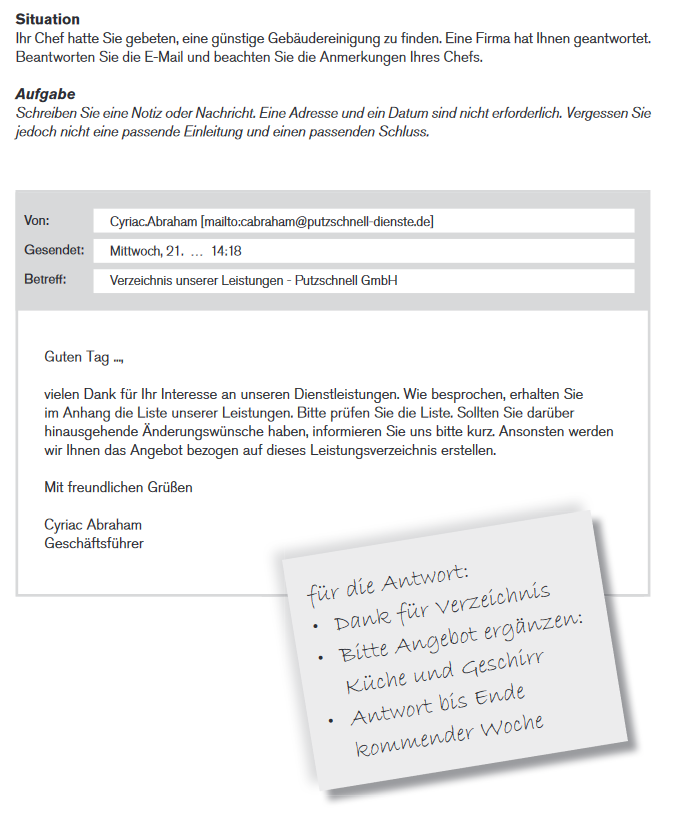 Situation
Ihr Chef hatte Sie gebeten, eine günstige Gebäudereinigung zu finden. Eine Firma hat Ihnen geantwortet.
Beantworten Sie die E-Mail und beachten Sie die Anmerkungen Ihres Chefs.
Aufgabe
Schreiben Sie eine Notiz oder Nachricht. Eine Adresse und ein Datum sind nicht erforderlich. Vergessen Sie
jedoch nicht eine passende Einleitung und einen passenden Schluss.
Von: Cyriac.Abraham [mailto:cabraham@putzschnell-dienste.de]
Gesendet: Mittwoch, 21. … 14:18
Betreff: Verzeichnis unserer Leistungen - Putzschnell GmbH
Guten Tag …,
vielen Dank für Ihr Interesse an unseren Dienstleistungen. Wie besprochen, erhalten Sie
im Anhang die Liste unserer Leistungen. Bitte prüfen Sie die Liste. Sollten Sie darüber
hinausgehende Änderungswünsche haben, informieren Sie uns bitte kurz. Ansonsten werden
wir Ihnen das Angebot bezogen auf dieses Leistungsverzeichnis erstellen.
Mit freundlichen Grüßen
Cyriac Abraham
Geschäftsführer
für die Antwort:
• Dank für Verzeichnis
• Bitte Angebot ergänzen:
Küche und Geschirr
• Antwort bis Ende
kommender Woche